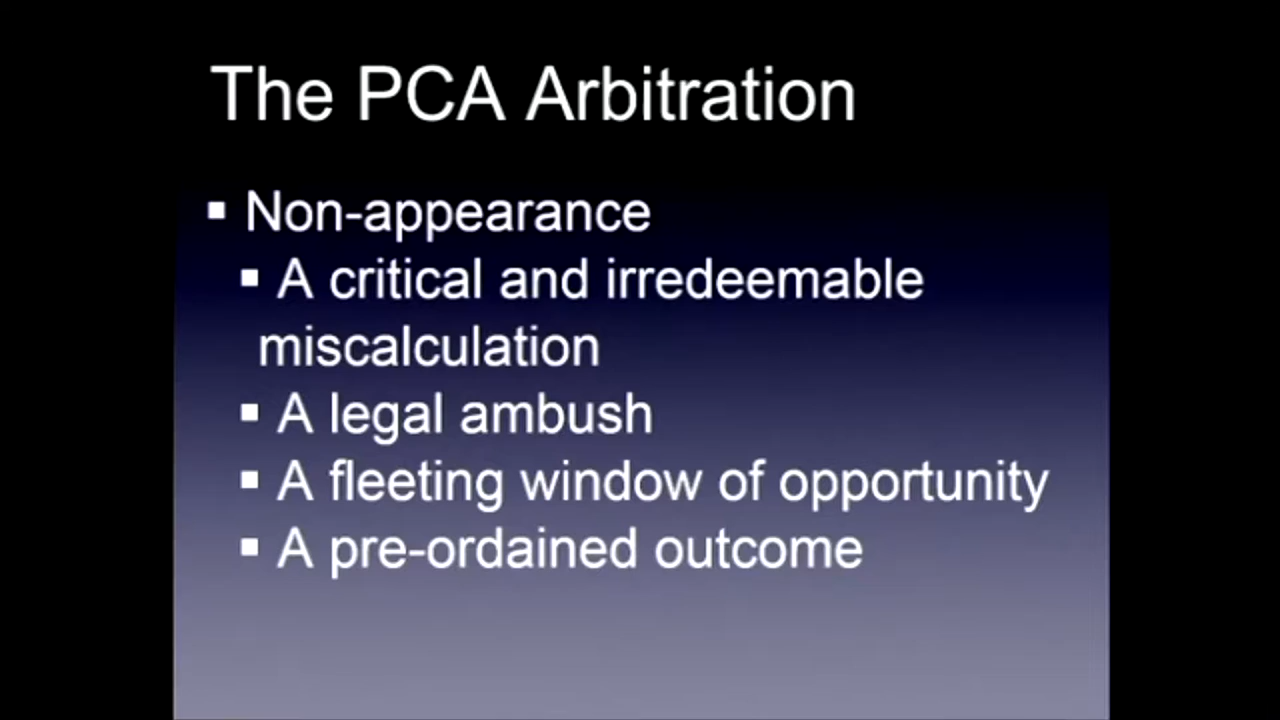 The PCA Arbitration
▪ Non-appearance
▪ A critical and irredeemable
miscalculation
▪ A legal ambush
▪ A fleeting window of opportunity
▪ A pre-ordained outcome